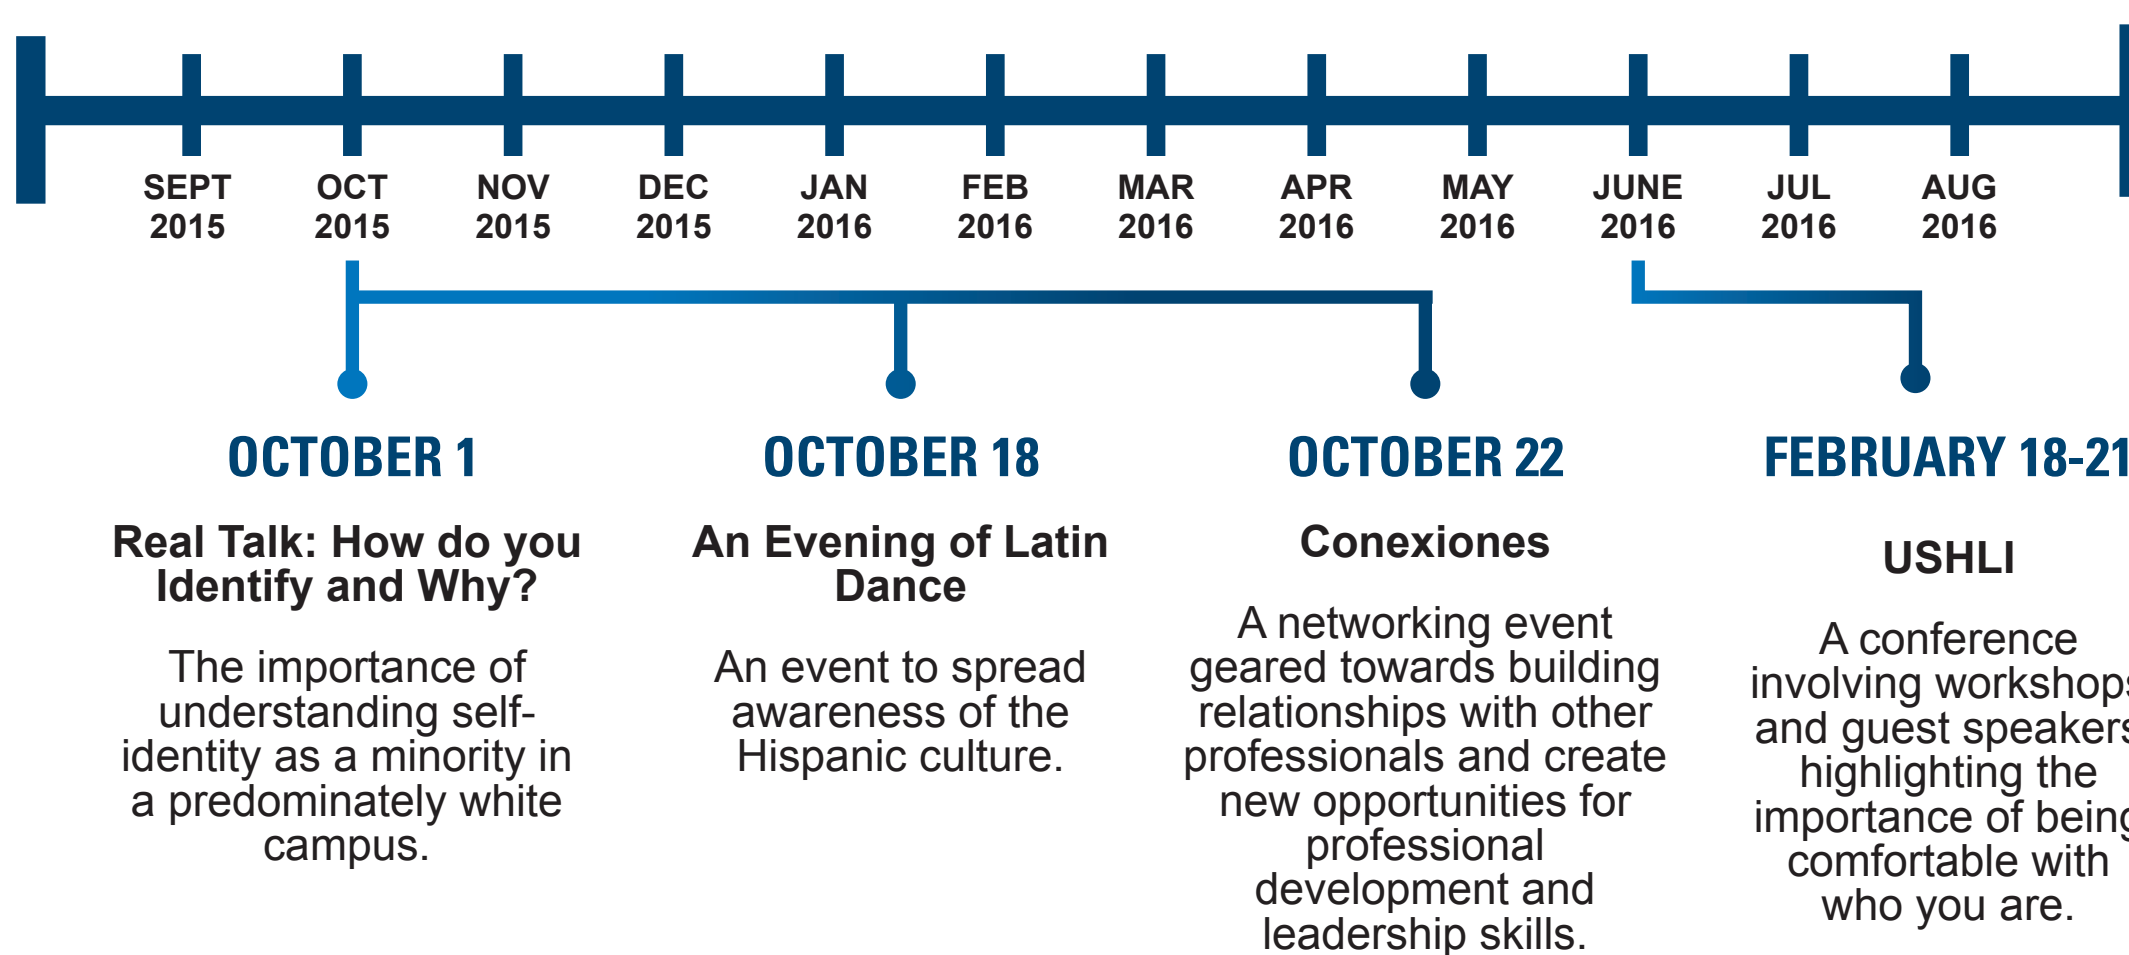 SEPT
2015
OCT
2015
NOV
2015
DEC
2015
JAN
2016
FEB
2016
MAR
2016
APR
2016
MAY
2016
JUNE
2016
JUL
2016
AUG
2016
OCTOBER 1
Real Talk: How do you
Identify and Why?
The importance of
understanding self-
identity as a minority in
a predominately white
campus.
OCTOBER 18
An Evening of Latin
Dance
An event to spread
awareness of the
Hispanic culture.
OCTOBER 22
Conexiones
A networking event
geared towards building
relationships with other
professionals and create
new opportunities for
professional
development and
leadership skills.
FEBRUARY 18-21
USHLI
A conference
involving workshops
and guest speakers
highlighting the
importance of being
comfortable with
who you are.